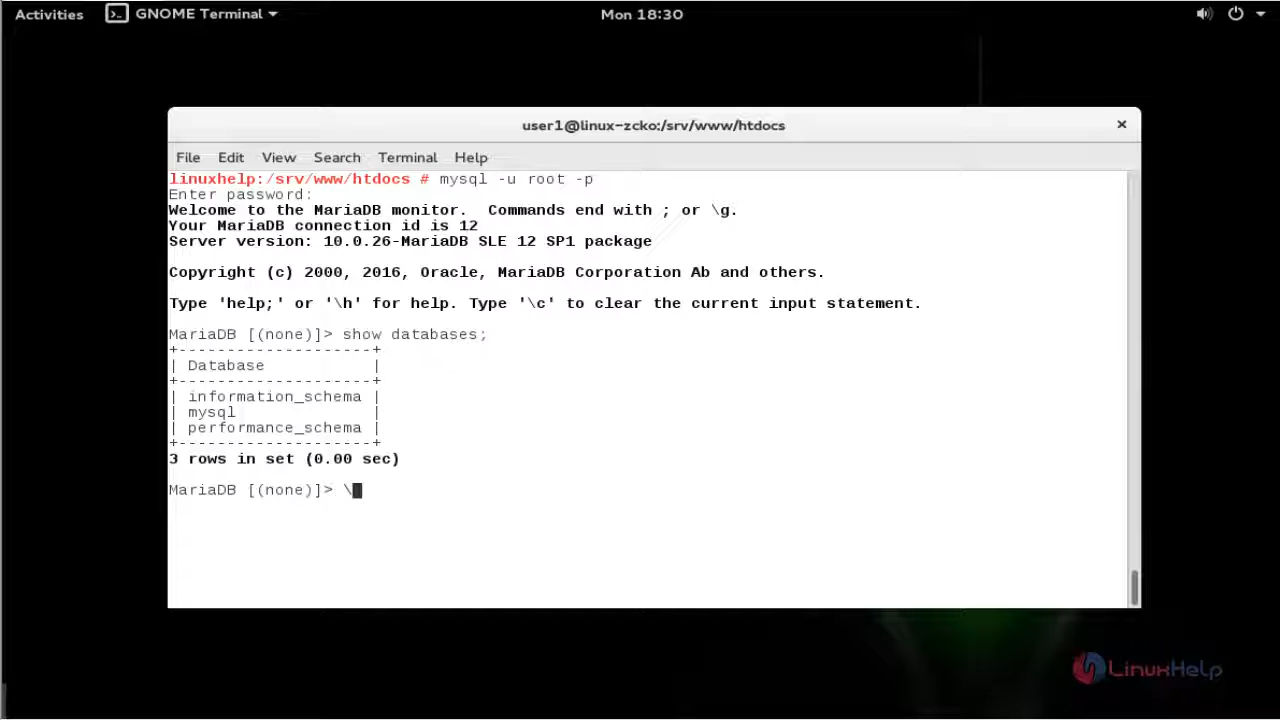 Activities GNOME Terminal Mon 18:30
user1@linux-zcko:/srv/www/htdocs
File Edit View Search Terminal Help
linuxhelp:/srv/www/htdocs # mysql -u root -p
Enter password:
Welcome to the MariaDB monitor.  Commands end with ; or \g.
Your MariaDB connection id is 12
Server version: 10.0.26-MariaDB SLE 12 SP1 package
Copyright (c) 2000, 2016, Oracle, MariaDB Corporation Ab and others.
Type 'help;' or '\h' for help. Type '\c' to clear the current input statement.
MariaDB [(none)]> show databases;
+--------------------+
| Database           |
+--------------------+
| information_schema |
| mysql              |
| performance_schema |
+--------------------+
3 rows in set (0.00 sec)
MariaDB [(none)]> \
LinuxHelp